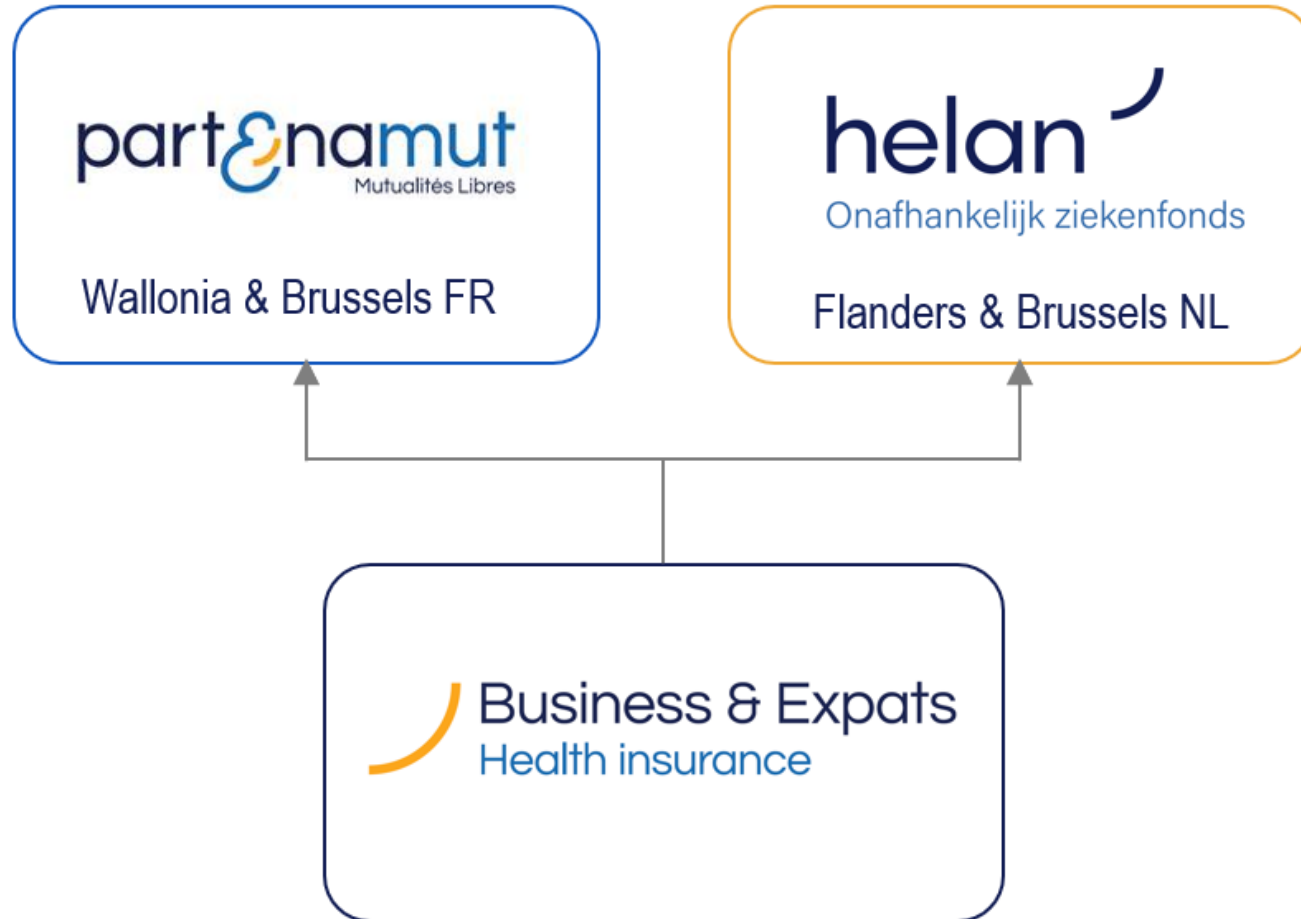 partenamut
Mutualités Libres
Wallonia & Brussels FR
helan
Onafhankelijk ziekenfonds
Flanders & Brussels NL
Business & Expats
Health insurance